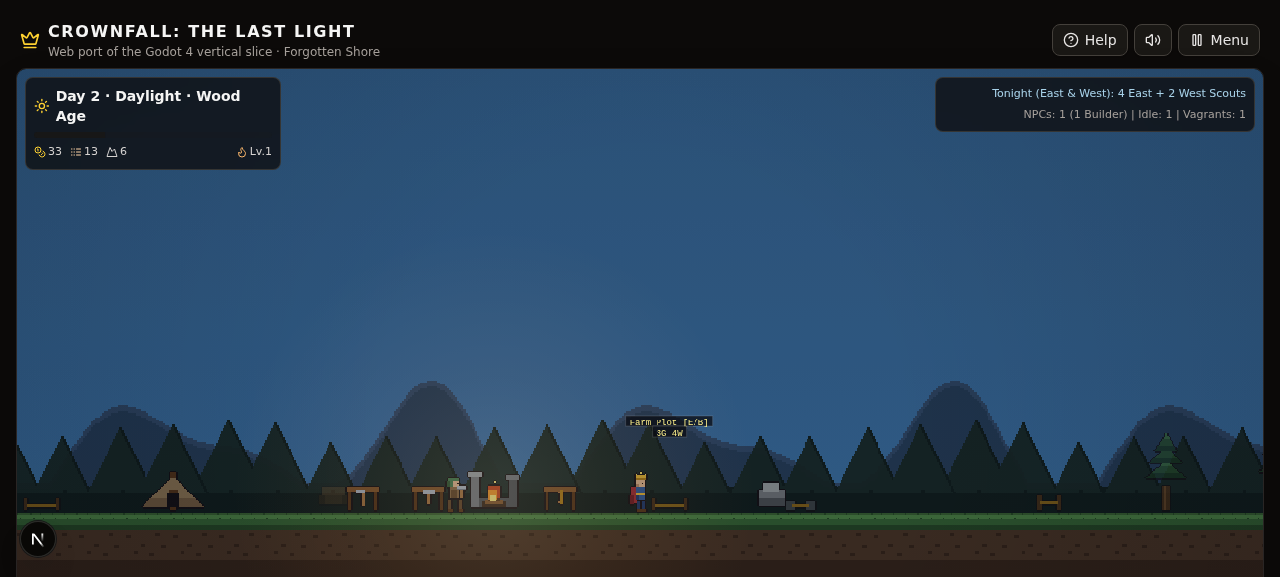 CROWNFALL: THE LAST LIGHT
Web port of the Godot 4 vertical slice · Forgotten Shore
Help
Menu
Day 2 · Daylight · Wood
Age
33 13 6 Lv.1
Tonight (East & West): 4 East + 2 West Scouts
NPCs: 1 (1 Builder) | Idle: 1 | Vagrants: 1
Farm Plot [E/B]
3G 4W
N